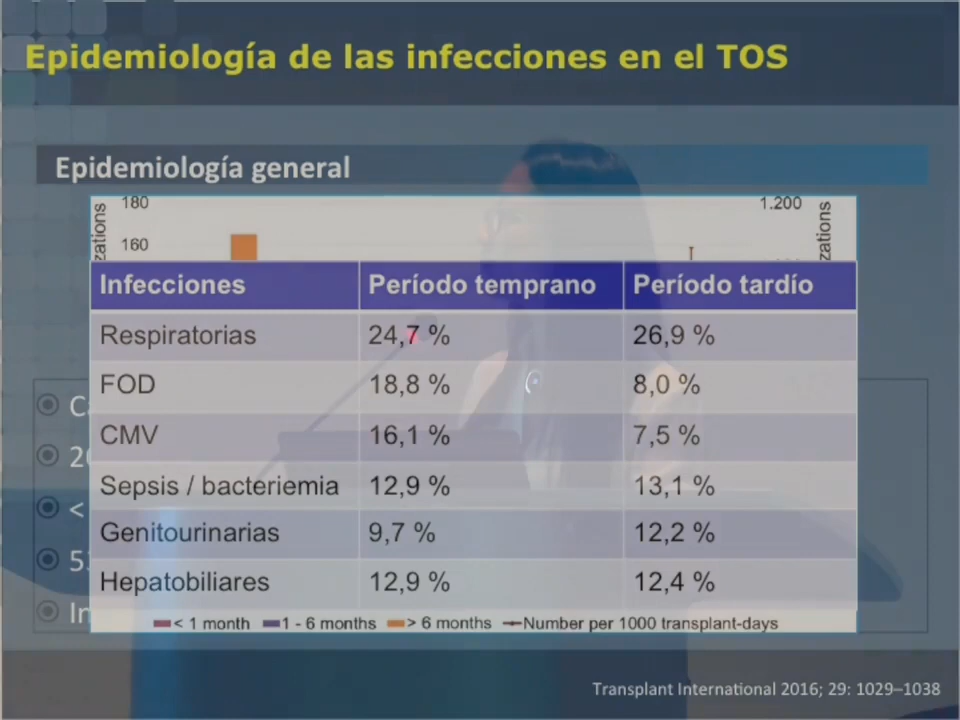 Epidemiología de las infecciones en el TOS
Epidemiología general
180
1.200
zations
zations
160
Infecciones Período temprano Período tardío
Respiratorias 24,7 % 26,9 %
FOD 18,8 % 8,0 %
CMV 16,1 % 7,5 %
Sepsis / bacteriemia 12,9 % 13,1 %
Genitourinarias 9,7 % 12,2 %
Hepatobiliares 12,9 % 12,4 %
< 1 month 1 - 6 months > 6 months Number per 1000 transplant-days
Transplant International 2016; 29: 1029–1038